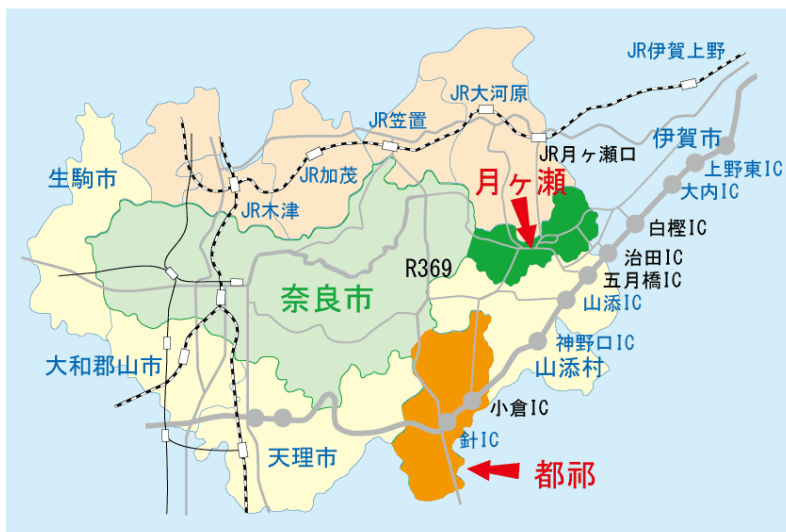 JR伊賀上野
JR大河原
JR笠置
伊賀市
JR月ヶ瀬口
上野東IC
生駒市
JR加茂
月ヶ瀬
大内IC
JR木津
白樫IC
治田IC
R369
五月橋IC
奈良市
山添IC
神野口IC
大和郡山市
山添村
小倉IC
針IC
天理市
都祁